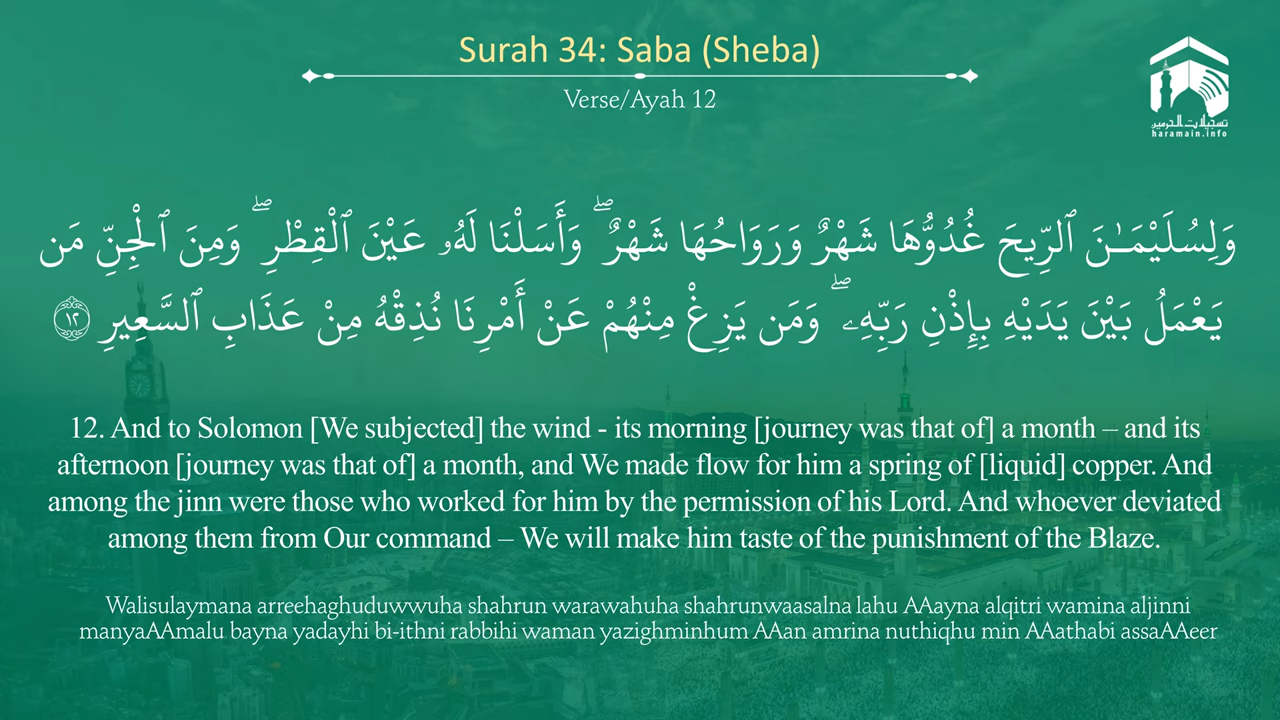 Surah 34: Saba (Sheba)
Verse/Ayah 12
تسجيلات الحرمين
haramain.info
وَلِسُلَيْمَـٰنَ ٱلرِّيحَ غُدُوُّهَا شَهْرٌ وَرَوَاحُهَا شَهْرٌ ۖ وَأَسَلْنَا لَهُۥ عَيْنَ ٱلْقِطْرِ ۖ وَمِنَ ٱلْجِنِّ مَن
يَعْمَلُ بَيْنَ يَدَيْهِ بِإِذْنِ رَبِّهِۦ ۖ وَمَن يَزِغْ مِنْهُمْ عَنْ أَمْرِنَا نُذِقْهُ مِنْ عَذَابِ ٱلسَّعِيرِ ١٢
12. And to Solomon [We subjected] the wind - its morning [journey was that of] a month – and its
afternoon [journey was that of] a month, and We made flow for him a spring of [liquid] copper. And
among the jinn were those who worked for him by the permission of his Lord. And whoever deviated
among them from Our command – We will make him taste of the punishment of the Blaze.
Walisulaymana arreehaghuduwwuha shahrun warawahuha shahrunwaasalna lahu AAayna alqitri wamina aljinni
manyaAAmalu bayna yadayhi bi-ithni rabbihi waman yazighminhum AAan amrina nuthiqhu min AAathabi assaAAeer